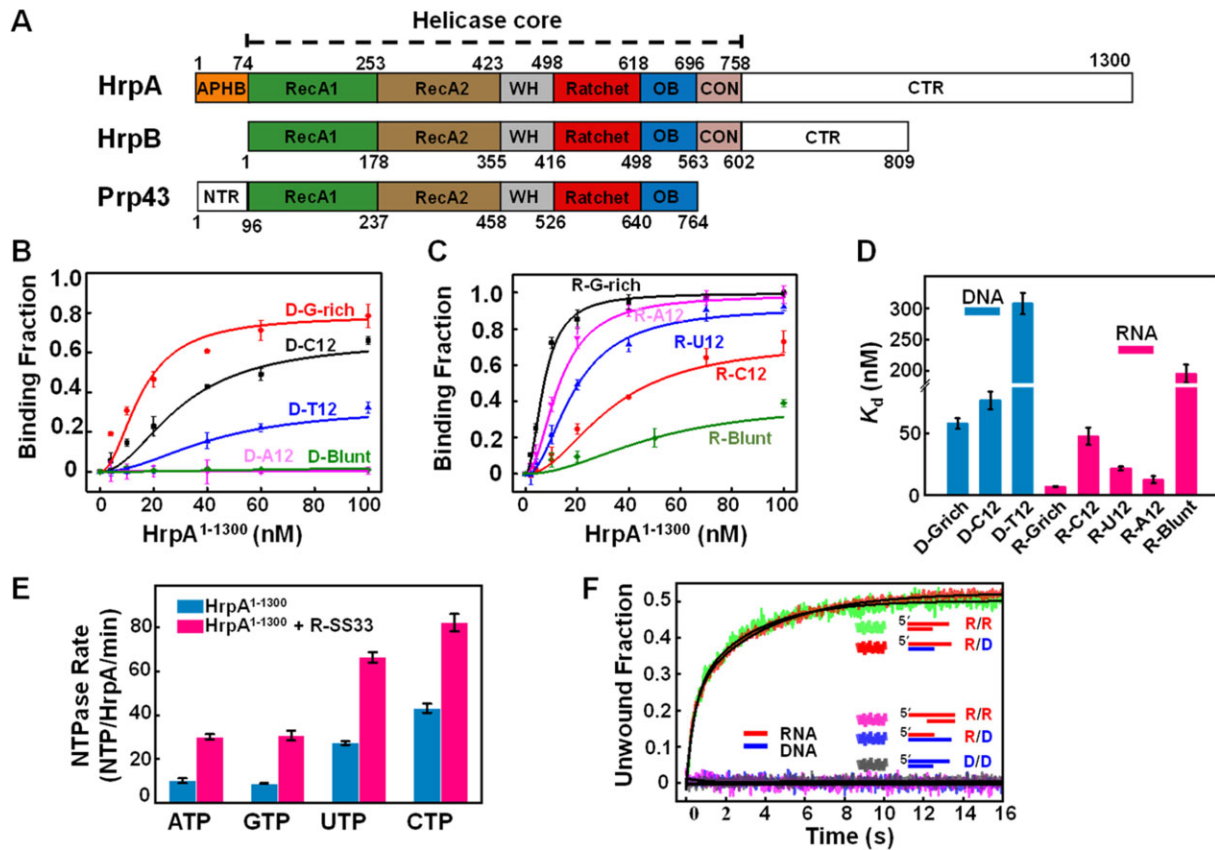 A
Helicase core
1 74 253 423 498 618 696 758 1300
HrpA APHB RecA1 RecA2 WH Ratchet OB CON CTR
HrpB RecA1 RecA2 WH Ratchet OB CON CTR
1 178 355 416 498 563 602 809
Prp43 NTR RecA1 RecA2 WH Ratchet OB
1 96 237 458 526 640 764
B
Binding Fraction
1.0
0.8
0.6
0.4
0.2
0
D-G-rich
D-C12
D-T12
D-A12 D-Blunt
0 20 40 60 80 100
HrpA1-1300 (nM)
C
Binding Fraction
1.0
0.8
0.6
0.4
0.2
0
R-G-rich
R-A12
R-U12
R-C12
R-Blunt
0 20 40 60 80 100
HrpA1-1300 (nM)
D
Kd (nM)
300
250
200
50
0
DNA
RNA
D-Grich D-C12 D-T12 R-Grich R-C12 R-U12 R-A12 R-Blunt
E
NTPase Rate
(NTP/HrpA/min)
80
60
40
20
0
HrpA1-1300
HrpA1-1300 + R-SS33
ATP GTP UTP CTP
F
Unwound Fraction
0.5
0.4
0.3
0.2
0.1
0
5′ R/R
R/D
5′ R/R
5′ R/D
5′ D/D
RNA
DNA
0 2 4 6 8 10 12 14 16
Time (s)